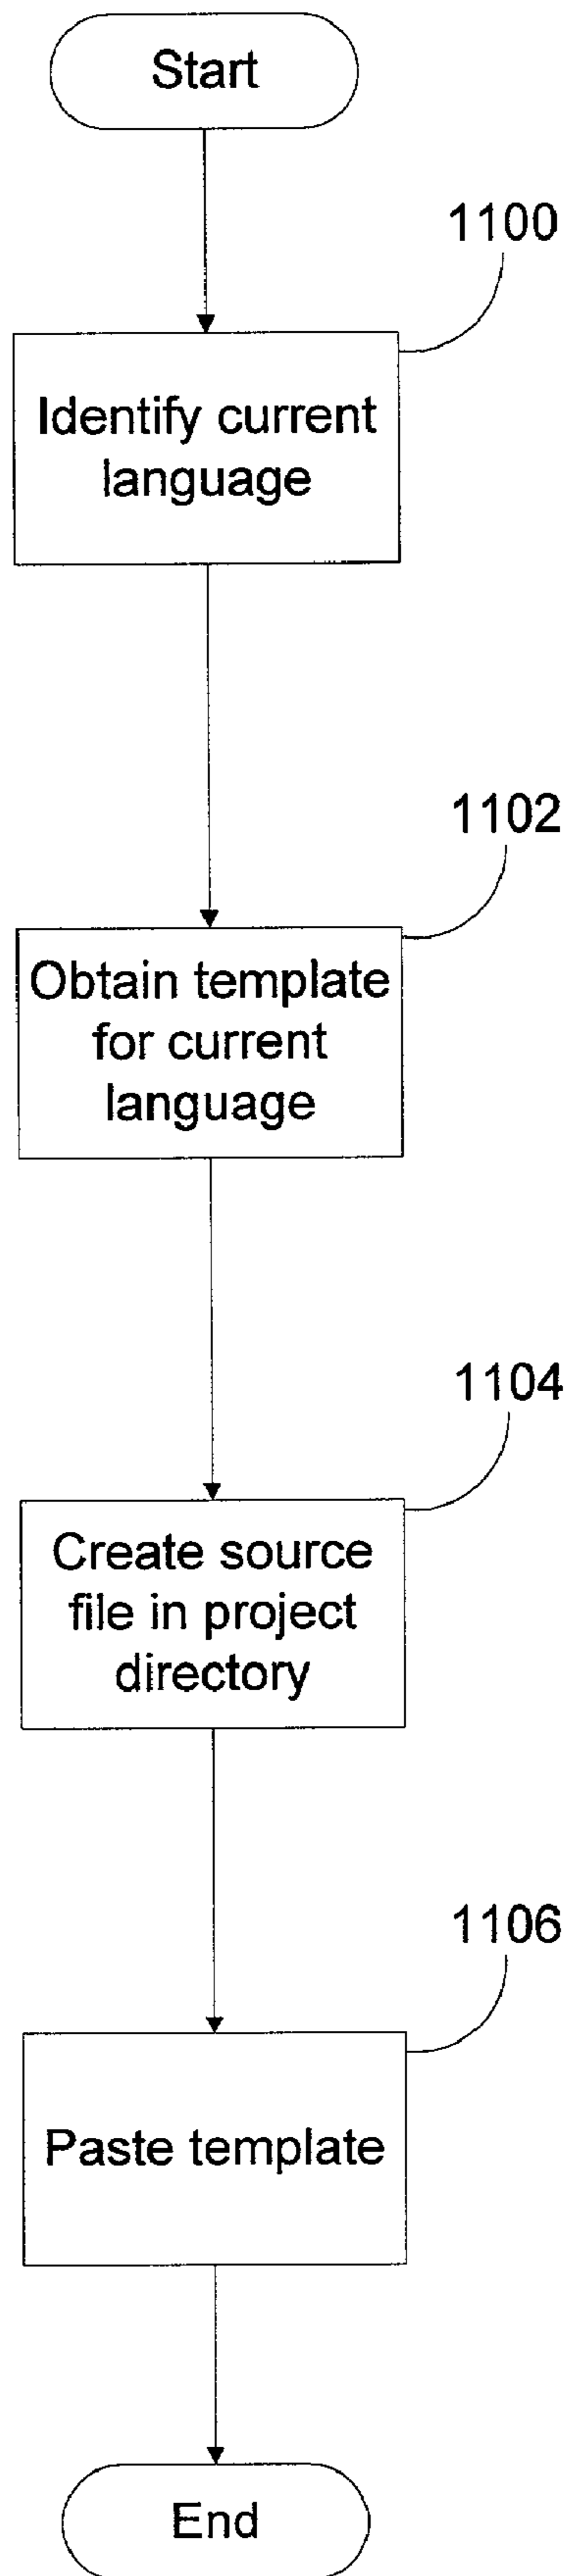 Start
1100
Identify current
language
1102
Obtain template
for current
language
1104
Create source
file in project
directory
1106
Paste template
End